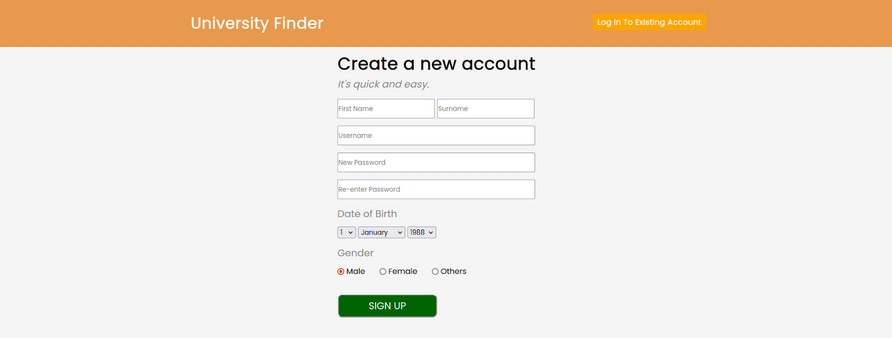 University Finder
Log In To Existing Account
Create a new account
It's quick and easy.
First Name Surname
Username
New Password
Re-enter Password
Date of Birth
1 January 1988
Gender
Male Female Others
SIGN UP